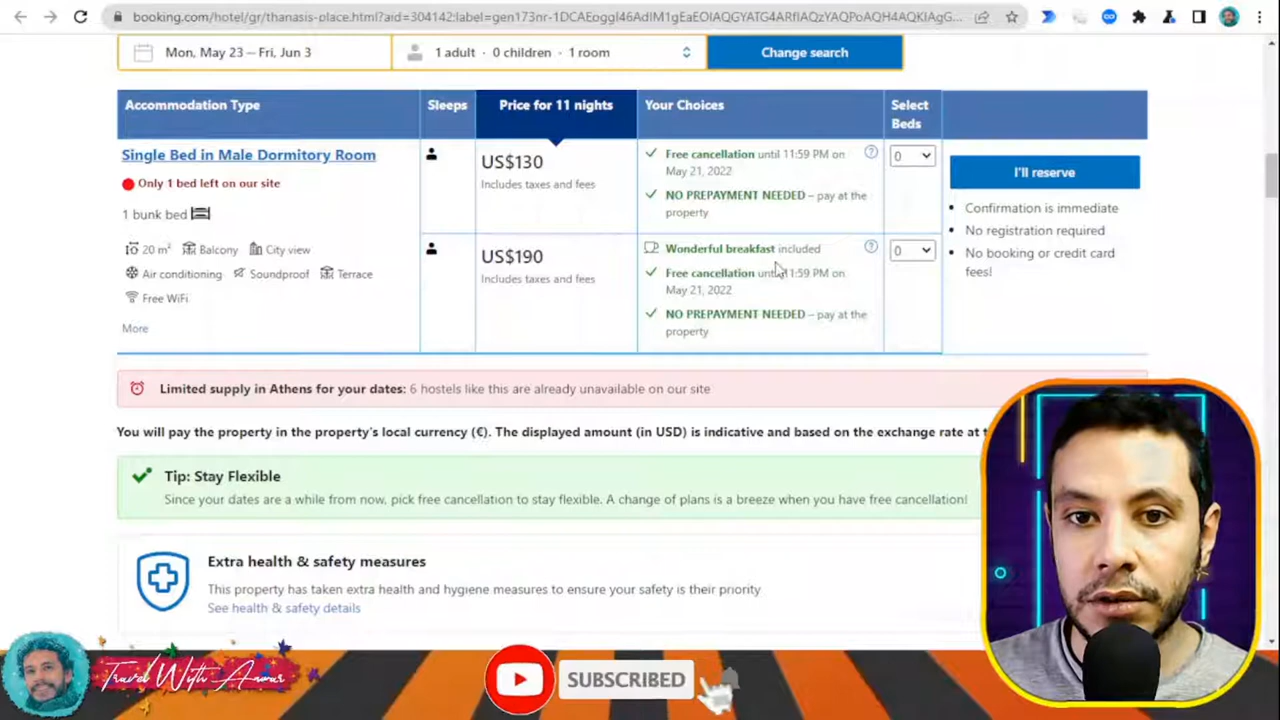 booking.com/hotel/gr/thanasis-place.html?aid=304142:label=gen173nr-1DCAEoggI46AdIM1gEaEOIAQGYATG4ARfIAQzYAQPoAQH4AQKIAgG...
Mon, May 23 — Fri, Jun 3
1 adult · 0 children · 1 room
Change search
Accommodation Type
Sleeps
Price for 11 nights
Your Choices
Select
Beds
Single Bed in Male Dormitory Room
Only 1 bed left on our site
1 bunk bed
20 m²
Balcony
City view
Air conditioning
Soundproof
Terrace
Free WiFi
More
US$130
Includes taxes and fees
Free cancellation until 11:59 PM on
May 21, 2022
NO PREPAYMENT NEEDED – pay at the
property
0
I'll reserve
Confirmation is immediate
No registration required
No booking or credit card
fees!
US$190
Includes taxes and fees
Wonderful breakfast included
Free cancellation until 11:59 PM on
May 21, 2022
NO PREPAYMENT NEEDED – pay at the
property
0
Limited supply in Athens for your dates: 6 hostels like this are already unavailable on our site
You will pay the property in the property's local currency (€). The displayed amount (in USD) is indicative and based on the exchange rate at
Tip: Stay Flexible
Since your dates are a while from now, pick free cancellation to stay flexible. A change of plans is a breeze when you have free cancellation!
Extra health & safety measures
This property has taken extra health and hygiene measures to ensure your safety is their priority
See health & safety details
Travel With Anour
SUBSCRIBED